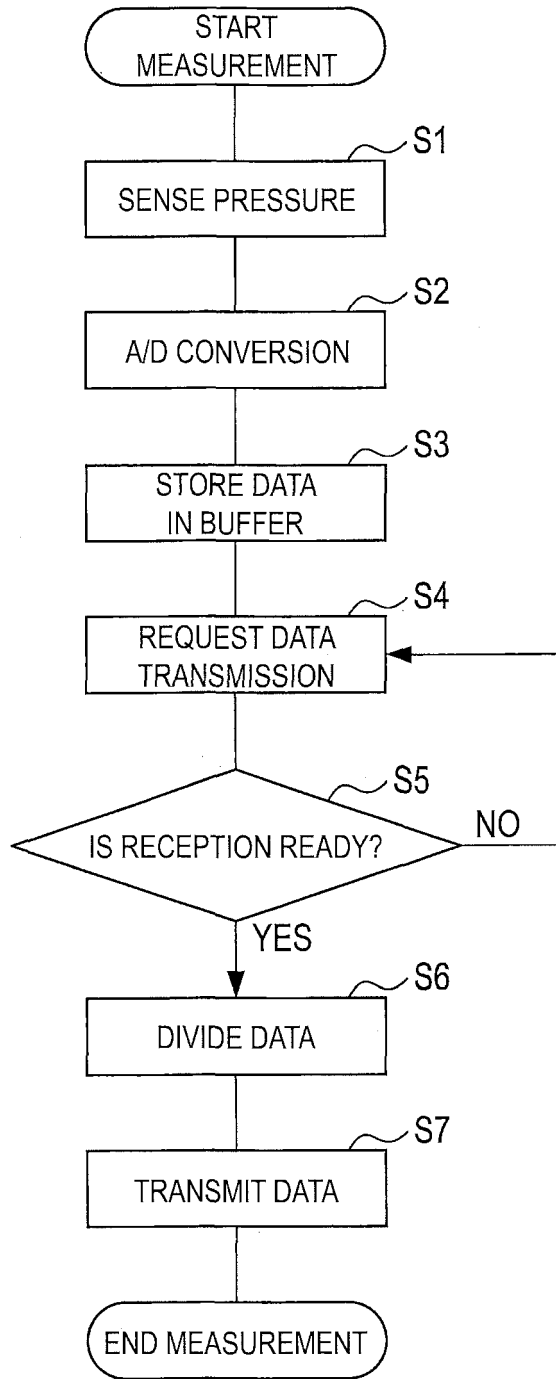 START
MEASUREMENT
S1
SENSE PRESSURE
S2
A/D CONVERSION
S3
STORE DATA
IN BUFFER
S4
REQUEST DATA
TRANSMISSION
S5
IS RECEPTION READY?
NO
YES
S6
DIVIDE DATA
S7
TRANSMIT DATA
END MEASUREMENT